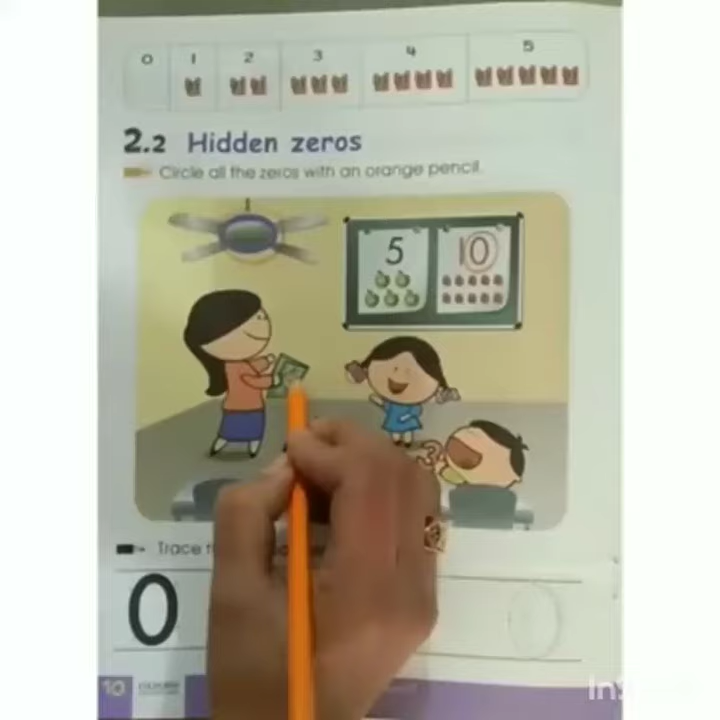 0 1 2 3 4 5
2.2 Hidden zeros
Circle all the zeros with an orange pencil.
5 10
3
Trace
0
10